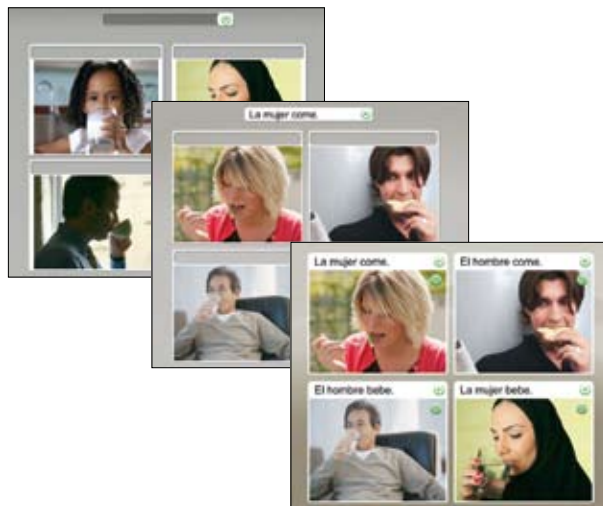 La mujer come.
La mujer come.
El hombre come.
El hombre bebe.
La mujer bebe.